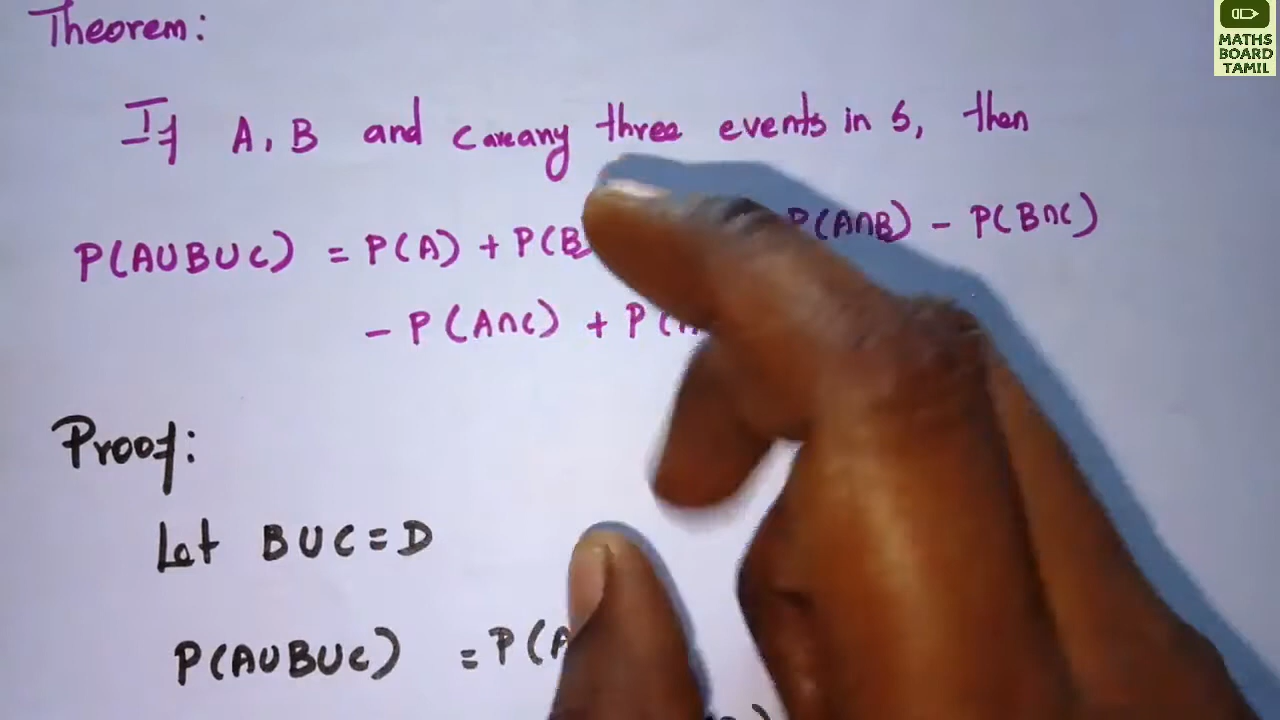 Theorem:
MATHS
BOARD
TAMIL
If A, B and C are any three events in S, then
P(AUBUC) = P(A) + P(B P(A∩B) - P(B∩C)
- P(A∩C) + P(
Proof:
Let BUC = D
P(AUBUC) = P(A